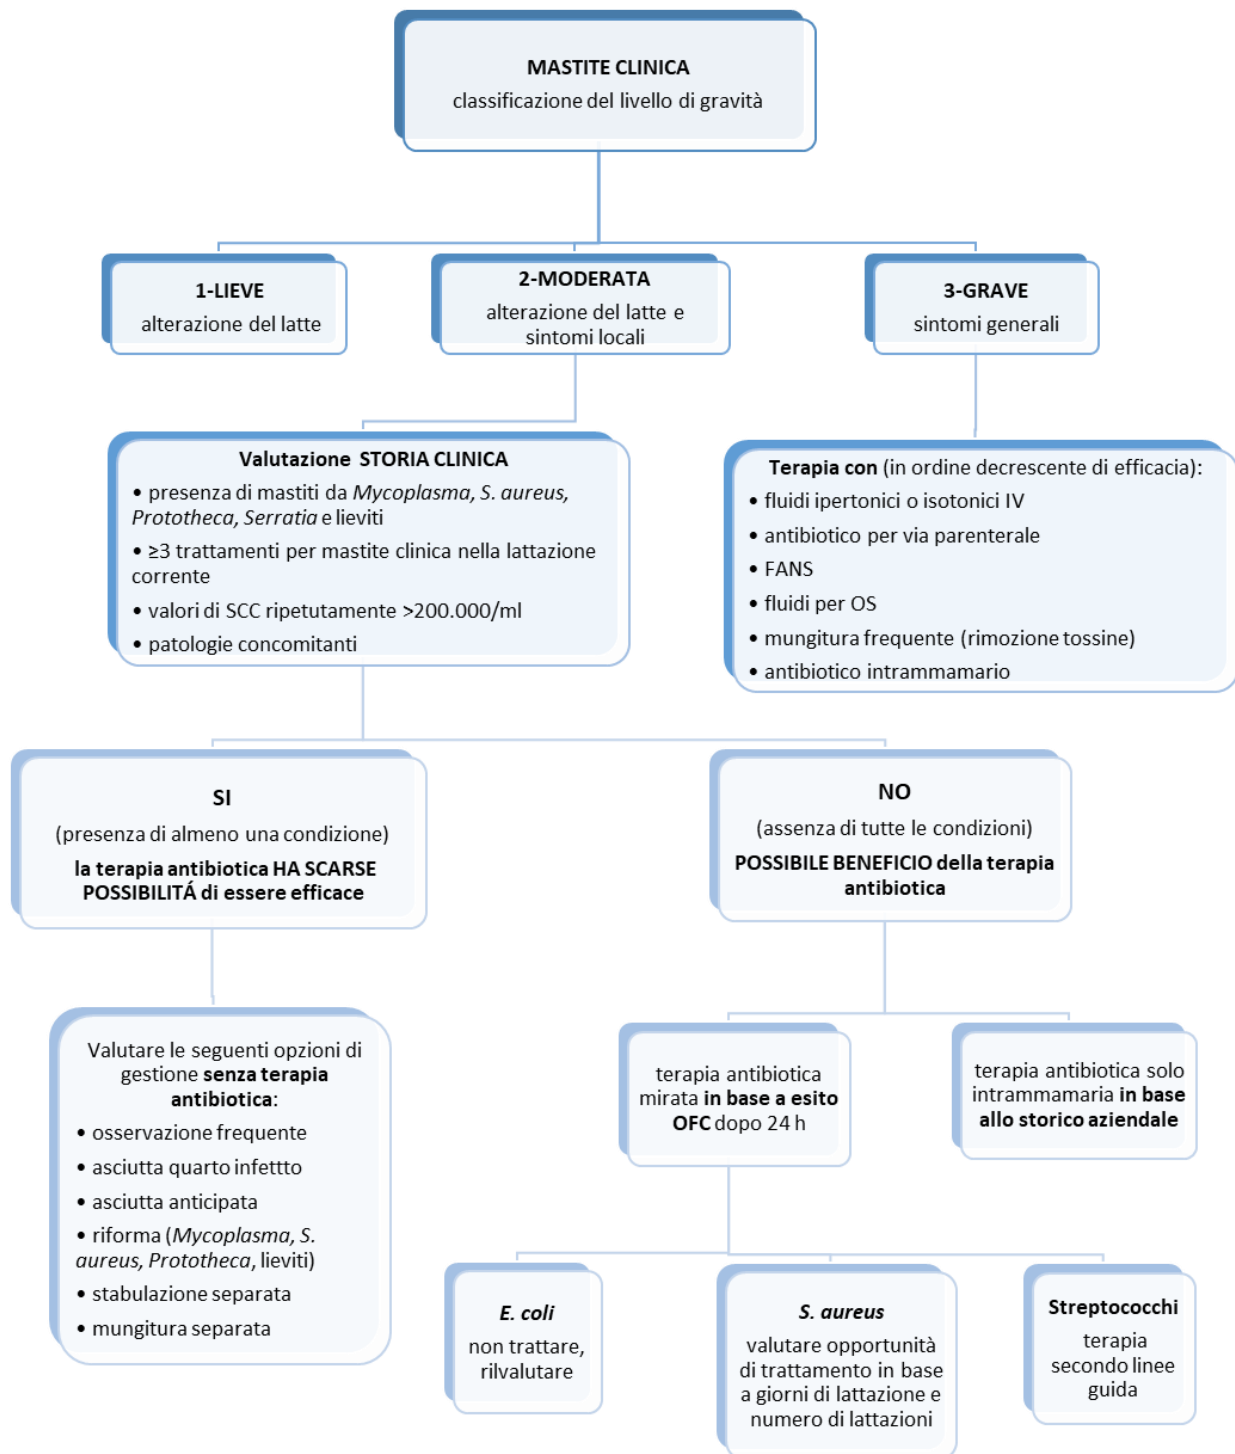 MASTITE CLINICA
classificazione del livello di gravità
1-LIEVE
alterazione del latte
2-MODERATA
alterazione del latte e
sintomi locali
3-GRAVE
sintomi generali
Valutazione STORIA CLINICA
• presenza di mastiti da Mycoplasma, S. aureus,
Prototheca, Serratia e lieviti
• ≥3 trattamenti per mastite clinica nella lattazione
corrente
• valori di SCC ripetutamente >200.000/ml
• patologie concomitanti
Terapia con (in ordine decrescente di efficacia):
• fluidi ipertonici o isotonici IV
• antibiotico per via parenterale
• FANS
• fluidi per OS
• mungitura frequente (rimozione tossine)
• antibiotico intrammamario
SI
(presenza di almeno una condizione)
la terapia antibiotica HA SCARSE
POSSIBILITÁ di essere efficace
NO
(assenza di tutte le condizioni)
POSSIBILE BENEFICIO della terapia
antibiotica
Valutare le seguenti opzioni di
gestione senza terapia
antibiotica:
• osservazione frequente
• asciutta quarto infettto
• asciutta anticipata
• riforma (Mycoplasma, S.
aureus, Prototheca, lieviti)
• stabulazione separata
• mungitura separata
terapia antibiotica
mirata in base a esito
OFC dopo 24 h
terapia antibiotica solo
intrammamaria in base
allo storico aziendale
E. coli
non trattare,
rilvalutare
S. aureus
valutare opportunità
di trattamento in base
a giorni di lattazione e
numero di lattazioni
Streptococchi
terapia
secondo linee
guida